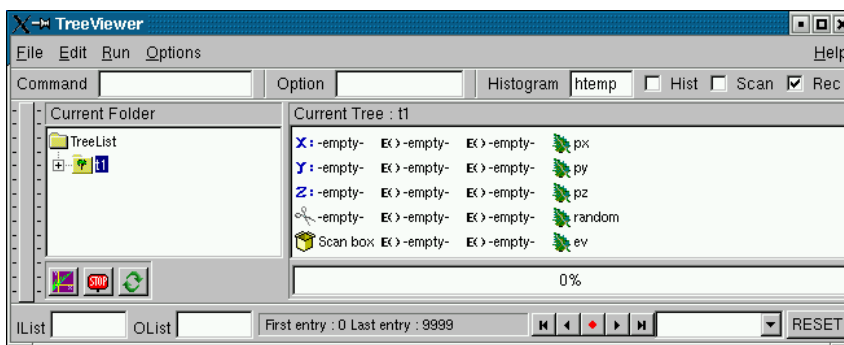 TreeViewer
File Edit Run Options Help
Command Option Histogram htemp Hist Scan Rec
Current Folder Current Tree : t1
TreeList
t1
X: -empty- E() -empty- E() -empty- px
Y: -empty- E() -empty- E() -empty- py
Z: -empty- E() -empty- E() -empty- pz
-empty- E() -empty- E() -empty- random
Scan box E() -empty- E() -empty- ev
STOP
0%
IList OList First entry : 0 Last entry : 9999 RESET